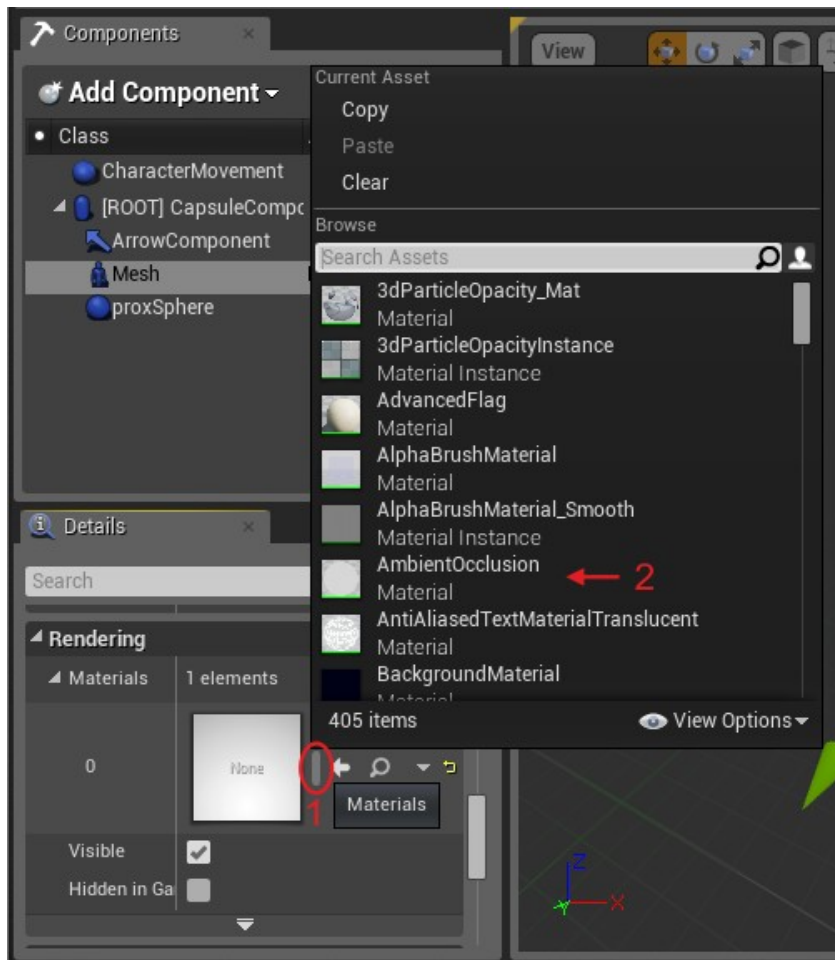 Components
View
Add Component
Class
CharacterMovement
[ROOT] CapsuleCompo
ArrowComponent
Mesh
proxSphere
Current Asset
Copy
Paste
Clear
Browse
Search Assets
3dParticleOpacity_Mat
Material
3dParticleOpacityInstance
Material Instance
AdvancedFlag
Material
AlphaBrushMaterial
Material
AlphaBrushMaterial_Smooth
Material Instance
AmbientOcclusion
Material
2
AntiAliasedTextMaterialTranslucent
Material
BackgroundMaterial
Material
405 items
View Options
Details
Search
Rendering
Materials
1 elements
0
None
1
Materials
Visible
Hidden in Ga
Z
X
Y